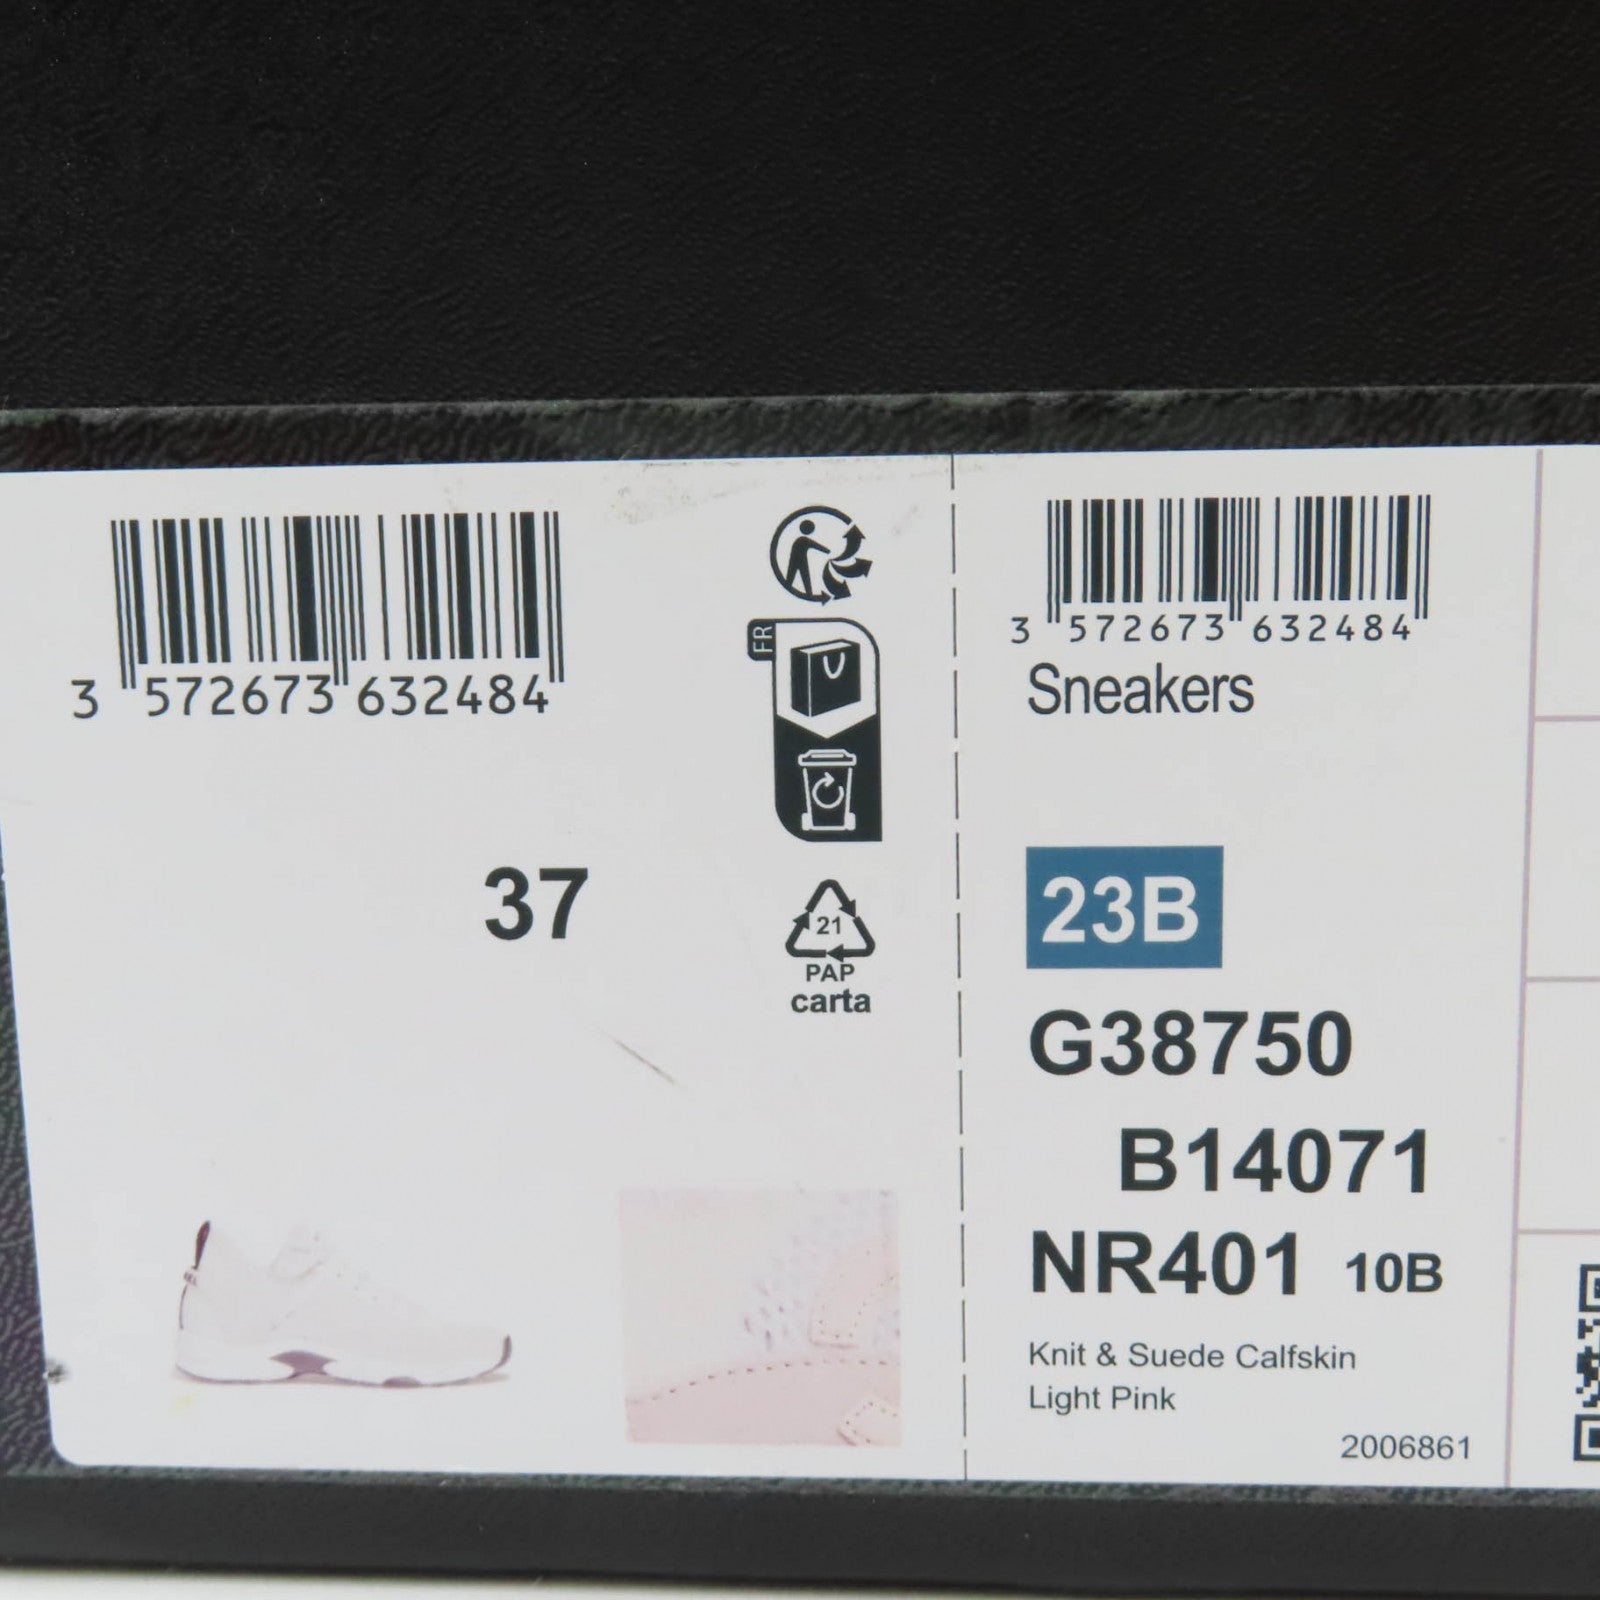 3 572673 632484
FR
37
21
PAP
carta
3 572673 632484
Sneakers
23B
G38750
B14071
NR401 10B
Knit & Suede Calfskin
Light Pink
2006861